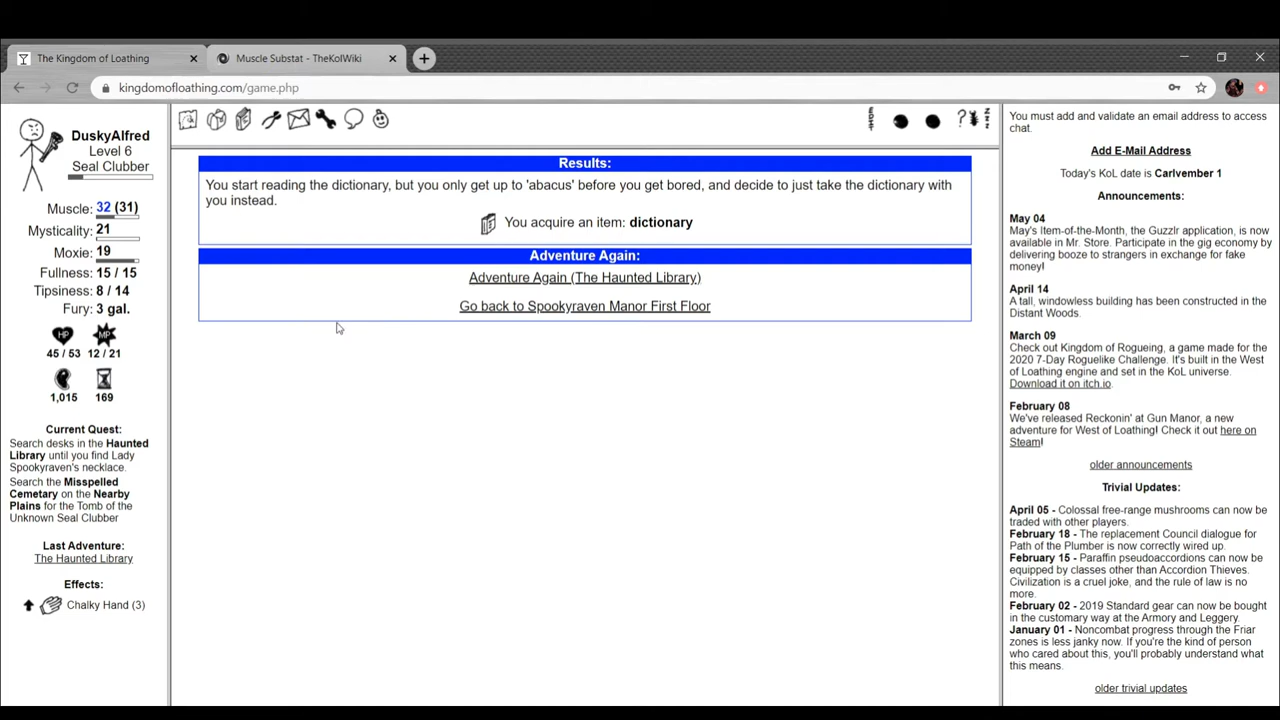 The Kingdom of Loathing
Muscle Substat - TheKolWiki
kingdomofloathing.com/game.php
DuskyAlfred
Level 6
Seal Clubber
Muscle: 32 (31)
Mysticality: 21
Moxie: 19
Fullness: 15 / 15
Tipsiness: 8 / 14
Fury: 3 gal.
HP MP
45 / 53 12 / 21
1,015 169
Current Quest:
Search desks in the Haunted
Library until you find Lady
Spookyraven's necklace.
Search the Misspelled
Cemetary on the Nearby
Plains for the Tomb of the
Unknown Seal Clubber
Last Adventure:
The Haunted Library
Effects:
Chalky Hand (3)
Results:
You start reading the dictionary, but you only get up to 'abacus' before you get bored, and decide to just take the dictionary with
you instead.
You acquire an item: dictionary
Adventure Again:
Adventure Again (The Haunted Library)
Go back to Spookyraven Manor First Floor
You must add and validate an email address to access
chat.
Add E-Mail Address
Today's KoL date is Carlvember 1
Announcements:
May 04
May's Item-of-the-Month, the Guzzlr application, is now
available in Mr. Store. Participate in the gig economy by
delivering booze to strangers in exchange for fake
money!
April 14
A tall, windowless building has been constructed in the
Distant Woods.
March 09
Check out Kingdom of Rogueing, a game made for the
2020 7-Day Roguelike Challenge. It's built in the West
of Loathing engine and set in the KoL universe.
Download it on itch.io.
February 08
We've released Reckonin' at Gun Manor, a new
adventure for West of Loathing! Check it out here on
Steam!
older announcements
Trivial Updates:
April 05 - Colossal free-range mushrooms can now be
traded with other players.
February 18 - The replacement Council dialogue for
Path of the Plumber is now correctly wired up.
February 15 - Paraffin pseudoaccordions can now be
equipped by classes other than Accordion Thieves.
Civilization is a cruel joke, and the rule of law is no
more.
February 02 - 2019 Standard gear can now be bought
in the customary way at the Armory and Leggery.
January 01 - Noncombat progress through the Friar
zones is less janky now. If you're the kind of person
who cared about this, you'll probably understand what
this means.
older trivial updates